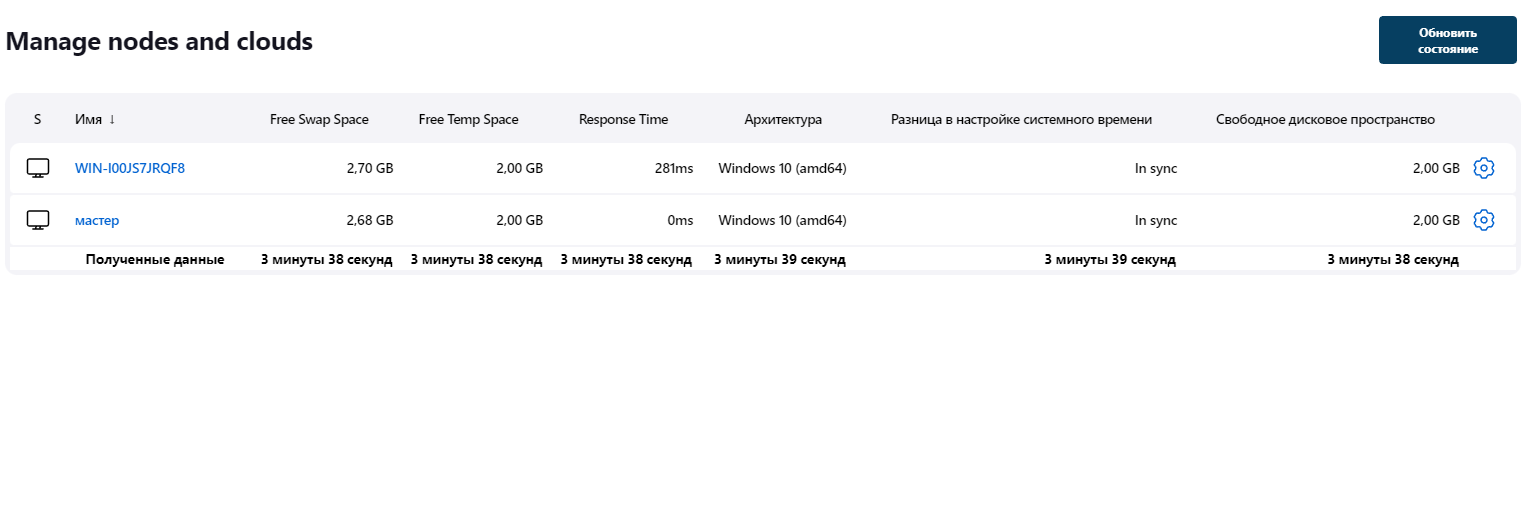 Manage nodes and clouds
Обновить
состояние
S Имя ↓ Free Swap Space Free Temp Space Response Time Архитектура Разница в настройке системного времени Свободное дисковое пространство
WIN-I00JS7JRQF8 2,70 GB 2,00 GB 281ms Windows 10 (amd64) In sync 2,00 GB
мастер 2,68 GB 2,00 GB 0ms Windows 10 (amd64) In sync 2,00 GB
Полученные данные 3 минуты 38 секунд 3 минуты 38 секунд 3 минуты 38 секунд 3 минуты 39 секунд 3 минуты 39 секунд 3 минуты 38 секунд